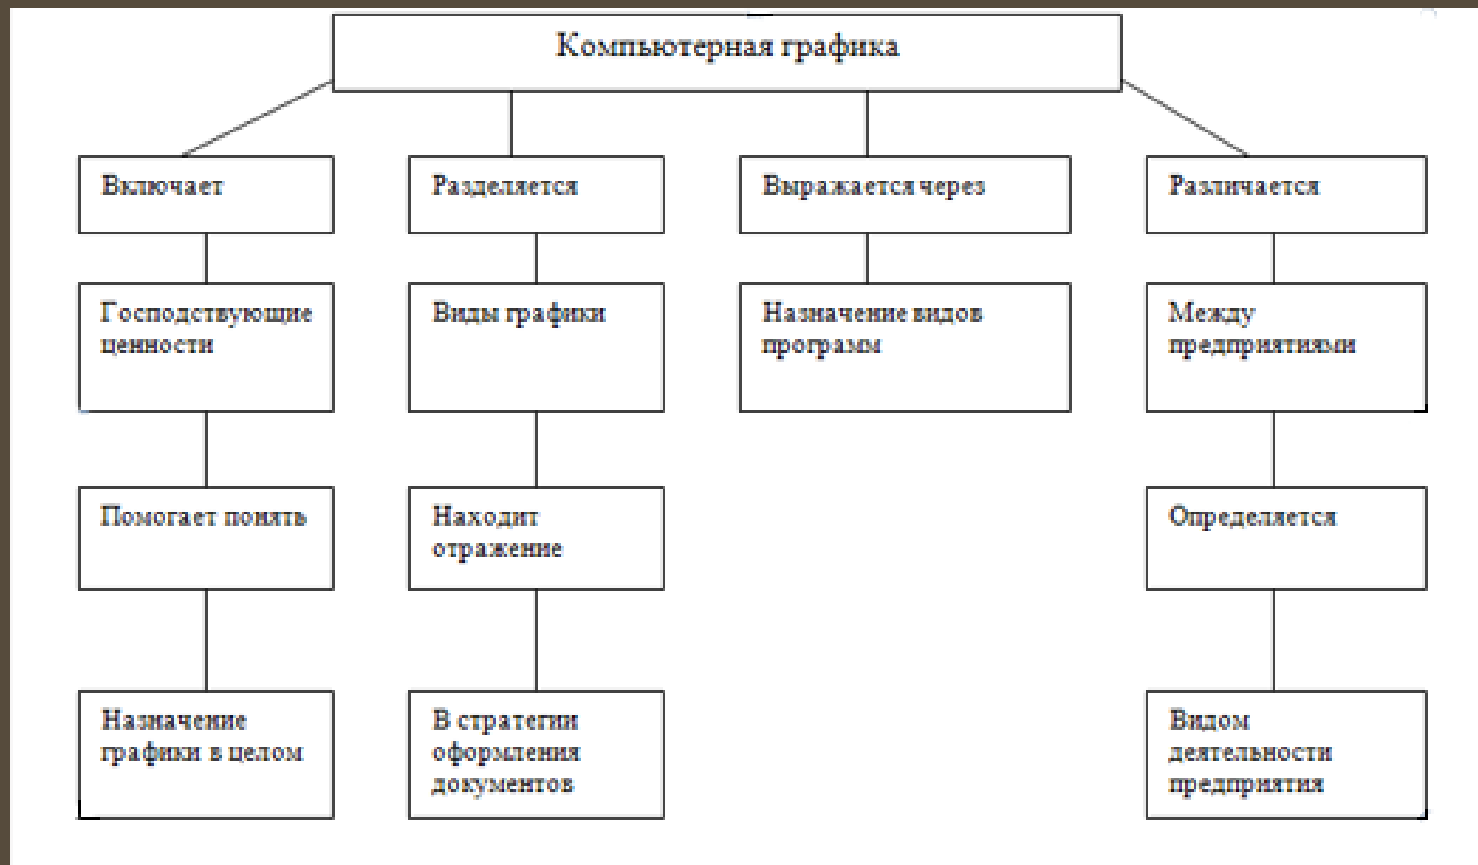 Компьютерная графика
Включает
Разделяется
Выражается через
Различается
Господствующие
ценности
Виды графики
Назначение видов
программ
Между
предприятиями
Помогает понять
Находит
отражение
Определяется
Назначение
графики в целом
В стратегии
оформления
документов
Видом
деятельности
предприятия